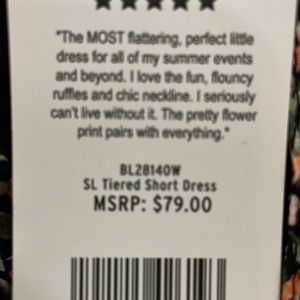 ★★★★★
"The MOST flattering, perfect little
dress for all of my summer events
and beyond. I love the fun, flouncy
ruffles and chic neckline. I seriously
can't live without it. The pretty flower
print pairs with everything."
BL28140W
SL Tiered Short Dress
MSRP: $79.00